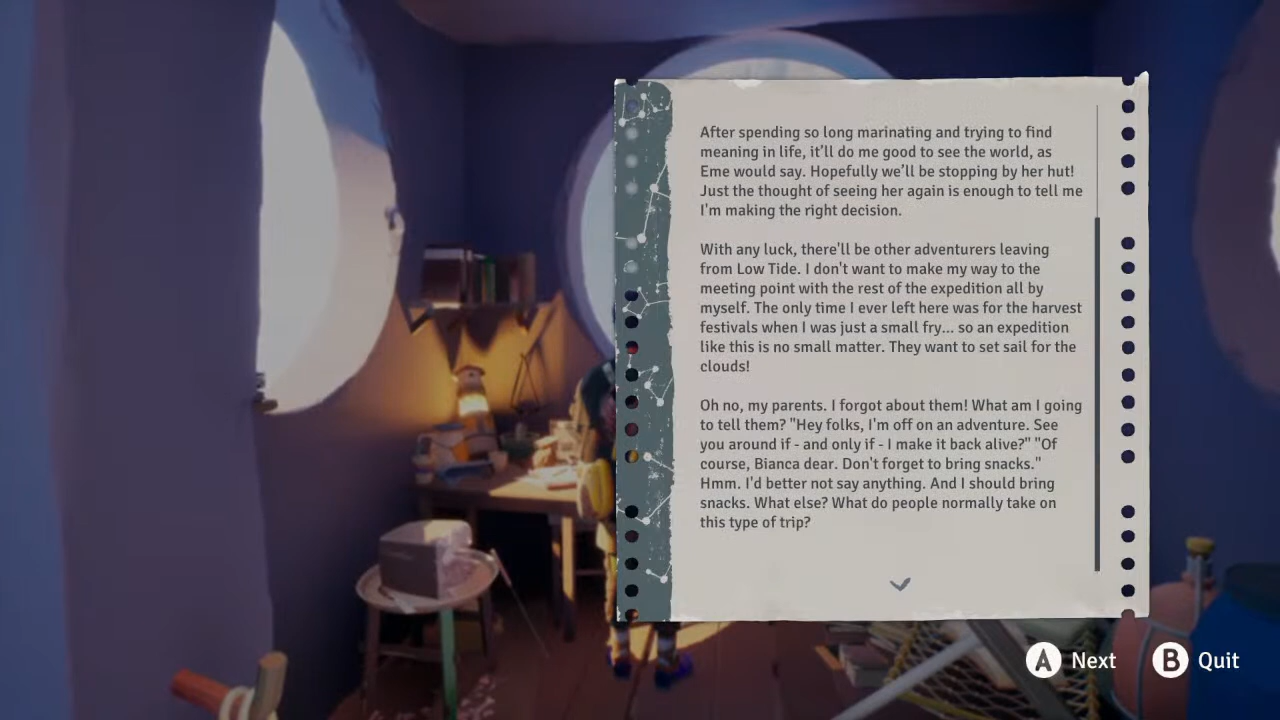 After spending so long marinating and trying to find
meaning in life, it'll do me good to see the world, as
Eme would say. Hopefully we'll be stopping by her hut!
Just the thought of seeing her again is enough to tell me
I'm making the right decision.
With any luck, there'll be other adventurers leaving
from Low Tide. I don't want to make my way to the
meeting point with the rest of the expedition all by
myself. The only time I ever left here was for the harvest
festivals when I was just a small fry... so an expedition
like this is no small matter. They want to set sail for the
clouds!
Oh no, my parents. I forgot about them! What am I going
to tell them? "Hey folks, I'm off on an adventure. See
you around if - and only if - I make it back alive?" "Of
course, Bianca dear. Don't forget to bring snacks."
Hmm. I'd better not say anything. And I should bring
snacks. What else? What do people normally take on
this type of trip?
A Next B Quit